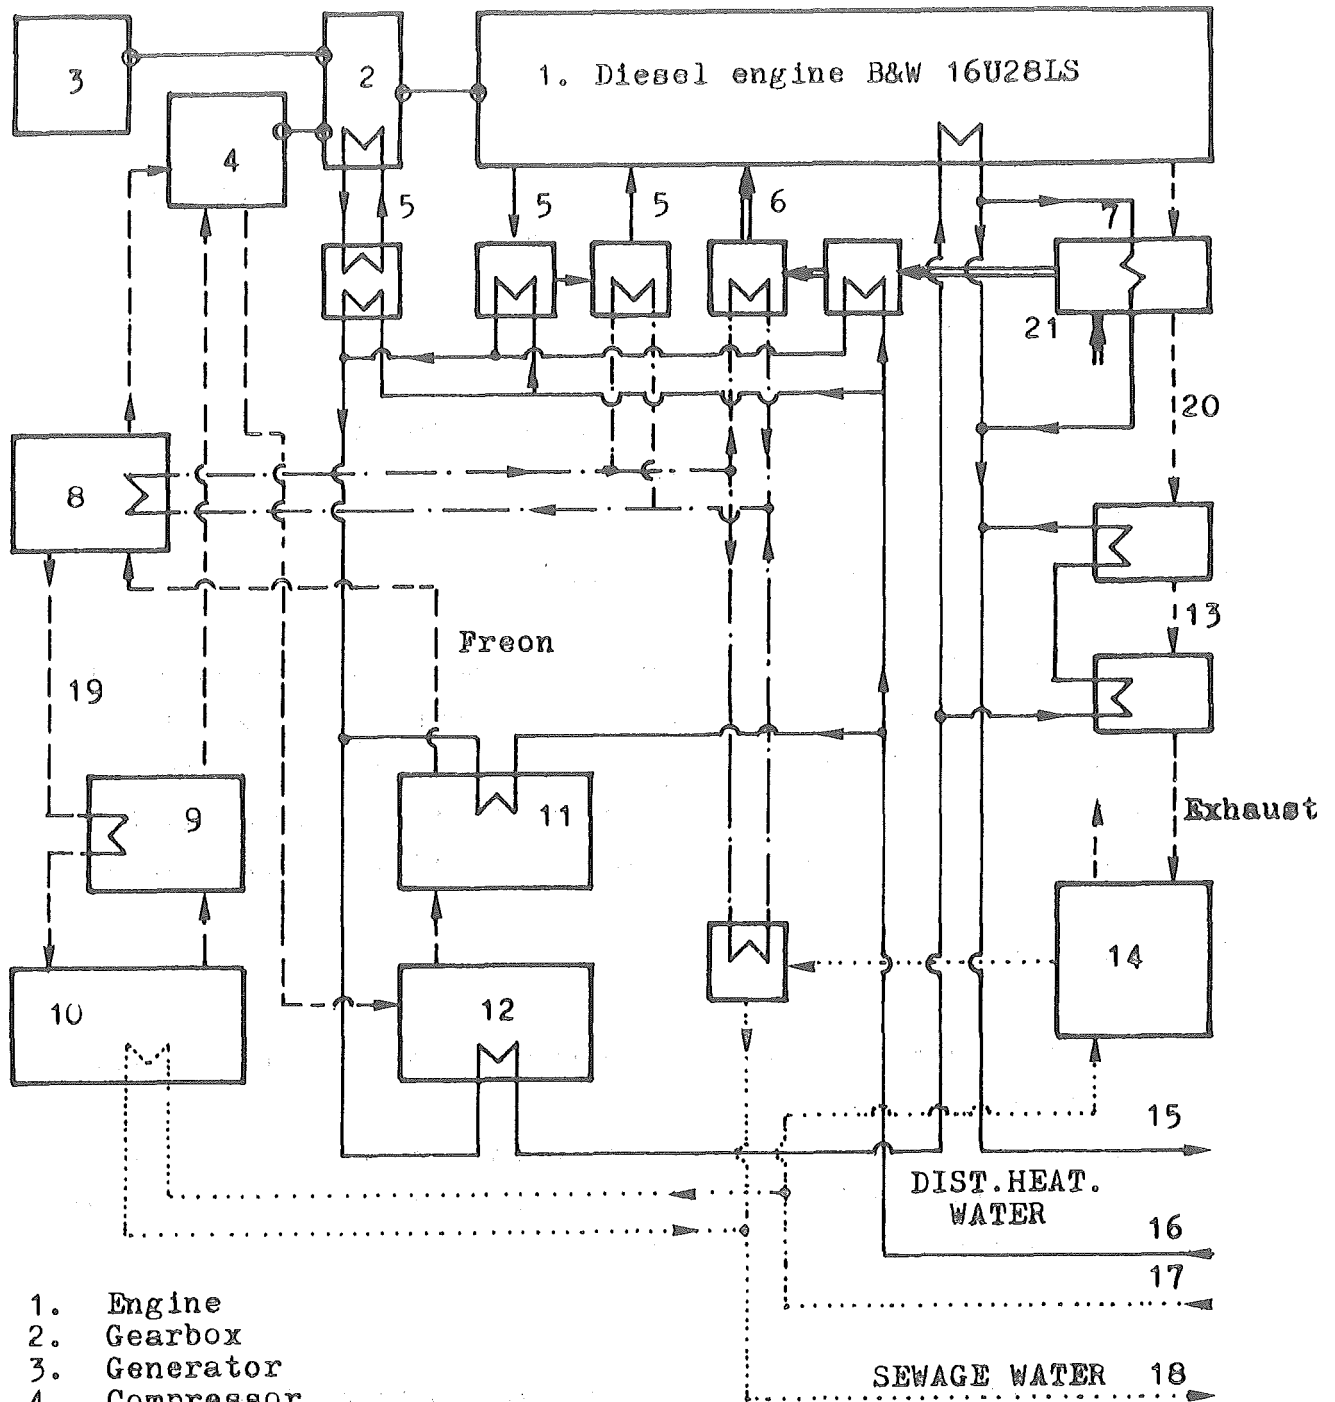 3
2
1. Diesel engine B&W 16U28LS
4
5
5
5
6
7
21
20
8
13
Freon
19
9
11
Exhaust
10
12
14
15
DIST.HEAT.
WATER
16
17
1. Engine
2. Gearbox
3. Generator
4. Compressor
SEWAGE WATER 18